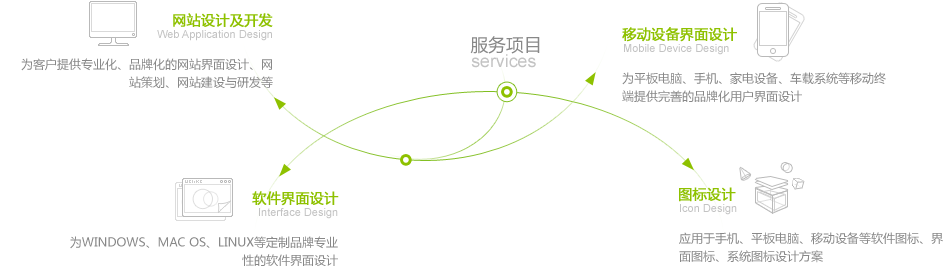 网站设计及开发
Web Application Design
为客户提供专业化、品牌化的网站界面设计、网
站策划、网站建设与研发等
服务项目
services
移动设备界面设计
Mobile Device Design
为平板电脑、手机、家电设备、车载系统等移动终
端提供完善的品牌化用户界面设计
软件界面设计
Interface Design
为WINDOWS、MAC OS、LINUX等定制品牌专业
性的软件界面设计
图标设计
Icon Design
应用于手机、平板电脑、移动设备等软件图标、界
面图标、系统图标设计方案